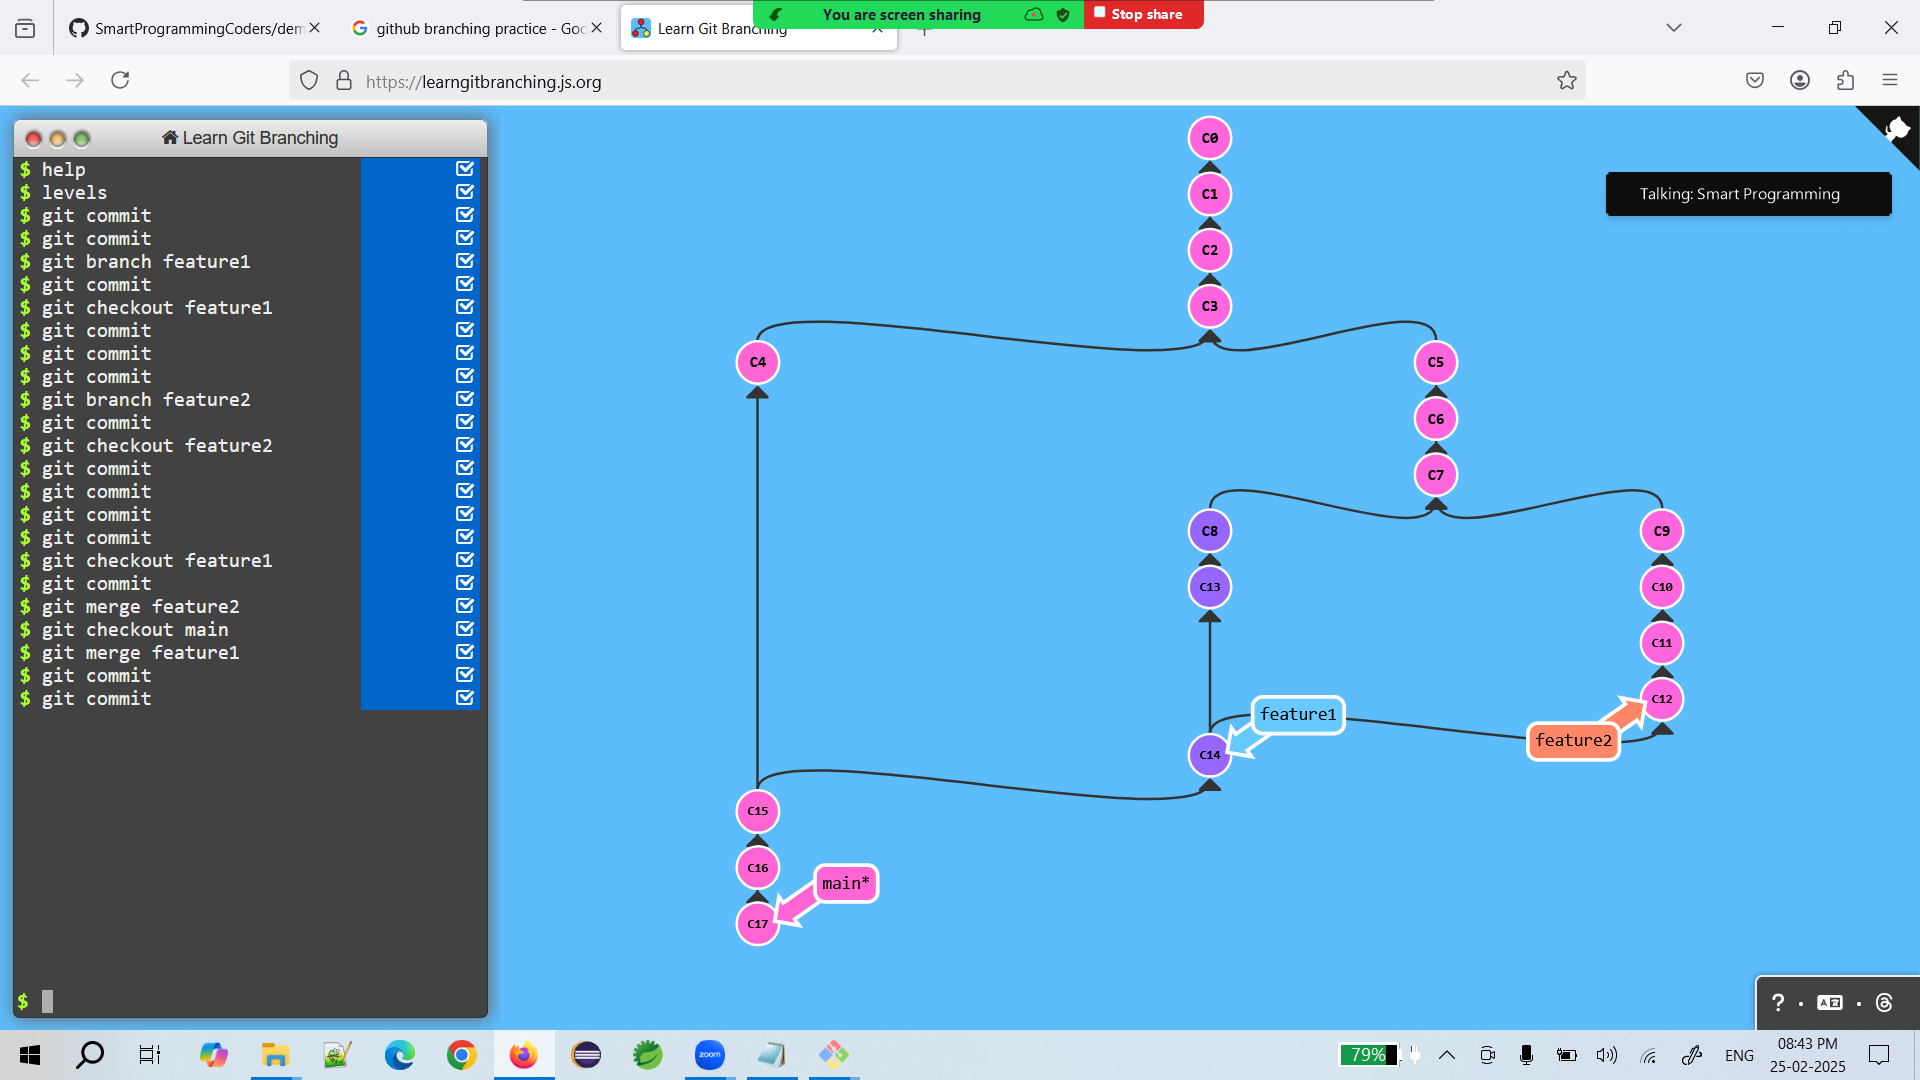 You are screen sharing
Stop share
SmartProgrammingCoders/dem
github branching practice - Goo
Learn Git Branching
https://learngitbranching.js.org
Learn Git Branching
$ help
$ levels
$ git commit
$ git commit
$ git branch feature1
$ git commit
$ git checkout feature1
$ git commit
$ git commit
$ git commit
$ git branch feature2
$ git commit
$ git checkout feature2
$ git commit
$ git commit
$ git commit
$ git commit
$ git checkout feature1
$ git commit
$ git merge feature2
$ git checkout main
$ git merge feature1
$ git commit
$ git commit
$
Talking: Smart Programming
C0
C1
C2
C3
C4
C5
C6
C7
C8
C9
C13
C10
C11
C12
feature1
feature2
C14
C15
C16
main*
C17
?
zoom
79%
ENG
08:43 PM
25-02-2025